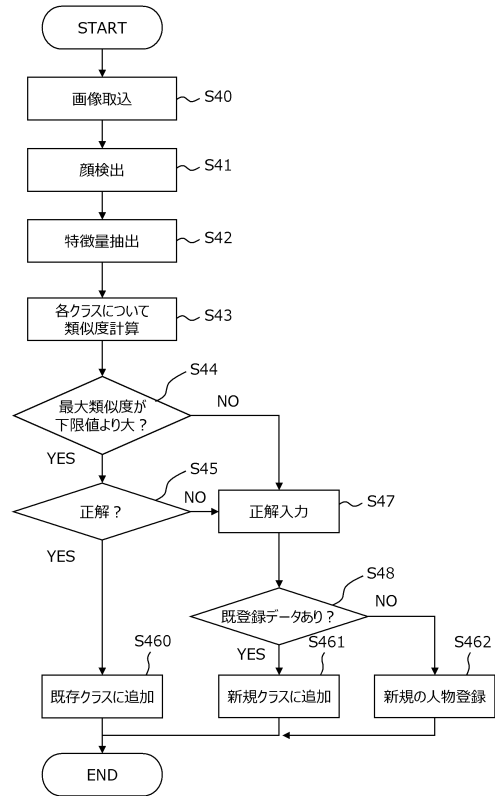 START
画像取込
S40
顔検出
S41
特徴量抽出
S42
各クラスについて
類似度計算
S43
S44
最大類似度が
下限値より大？
NO
YES
S45
正解？
NO
正解入力
S47
YES
S48
既登録データあり？
NO
YES
S460
S461
S462
既存クラスに追加
新規クラスに追加
新規の人物登録
END